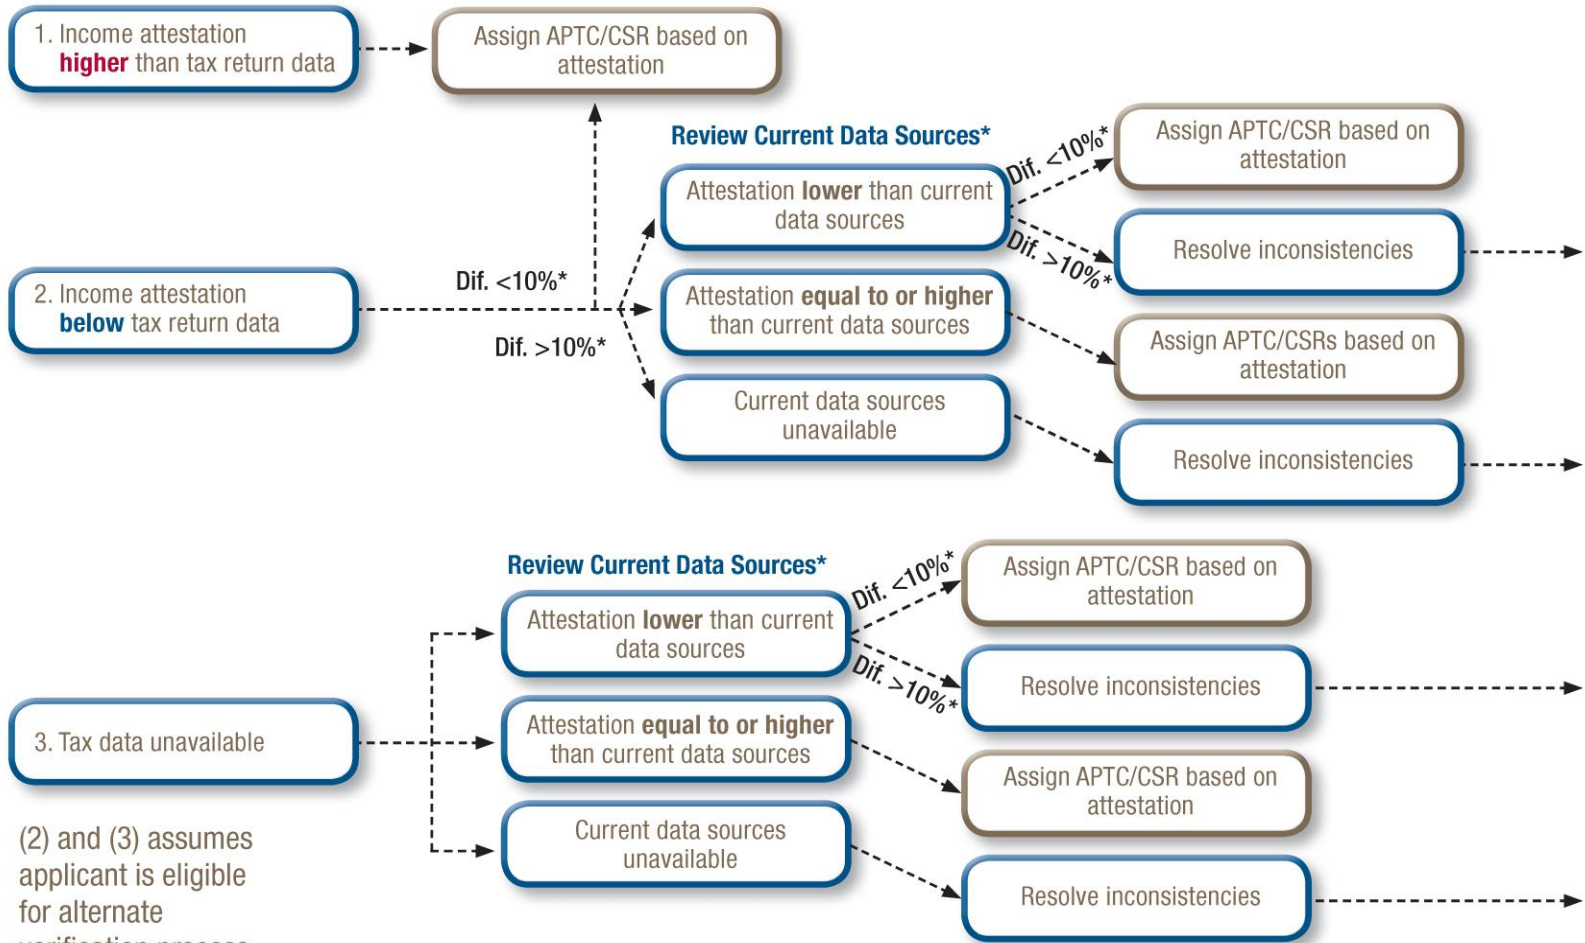 1. Income attestation
higher than tax return data
Assign APTC/CSR based on
attestation
Review Current Data Sources*
Attestation lower than current
data sources
Dif. <10%*
Assign APTC/CSR based on
attestation
Dif. >10%*
Resolve inconsistencies
2. Income attestation
below tax return data
Dif. <10%*
Dif. >10%*
Attestation equal to or higher
than current data sources
Assign APTC/CSRs based on
attestation
Current data sources
unavailable
Resolve inconsistencies
Review Current Data Sources*
Attestation lower than current
data sources
Dif. <10%*
Assign APTC/CSR based on
attestation
Dif. >10%*
Resolve inconsistencies
3. Tax data unavailable
Attestation equal to or higher
than current data sources
Assign APTC/CSR based on
attestation
Current data sources
unavailable
Resolve inconsistencies
(2) and (3) assumes
applicant is eligible
for alternate
verification process